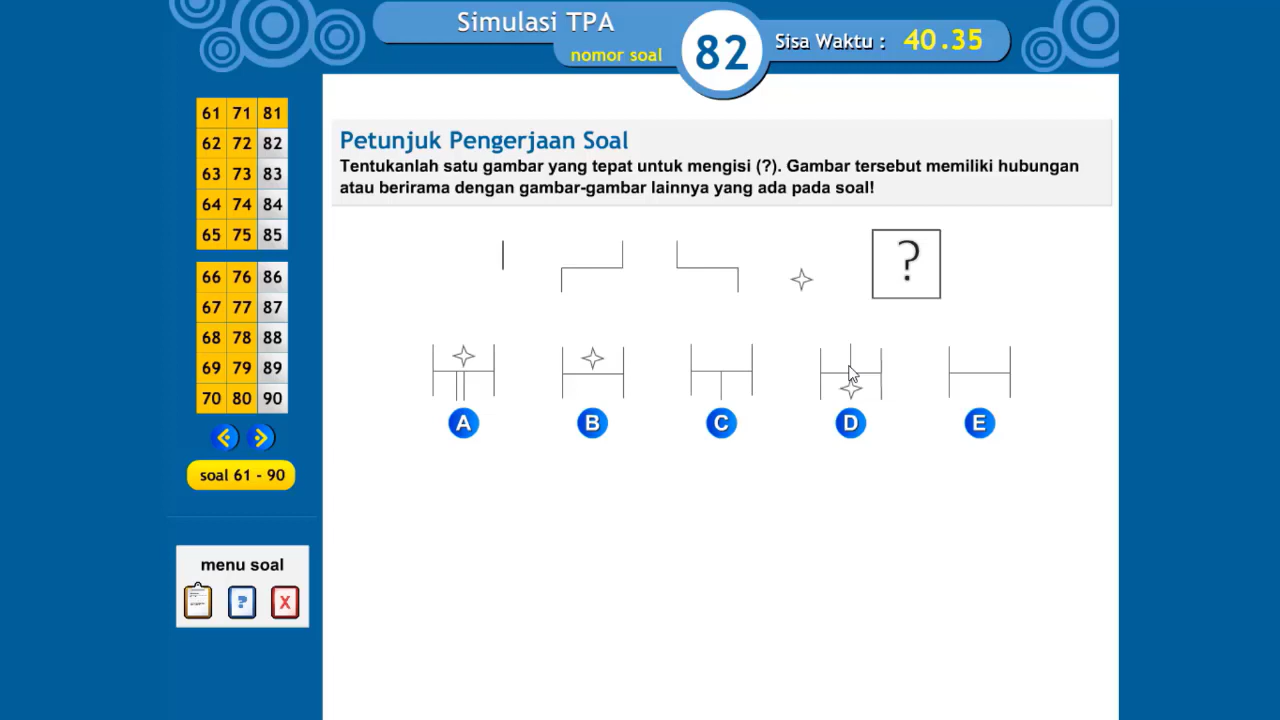 Simulasi TPA
nomor soal
82
Sisa Waktu : 40.35
61 71 81
62 72 82
63 73 83
64 74 84
65 75 85
66 76 86
67 77 87
68 78 88
69 79 89
70 80 90
soal 61 - 90
menu soal
?
X
Petunjuk Pengerjaan Soal
Tentukanlah satu gambar yang tepat untuk mengisi (?). Gambar tersebut memiliki hubungan
atau berirama dengan gambar-gambar lainnya yang ada pada soal!
?
A B C D E